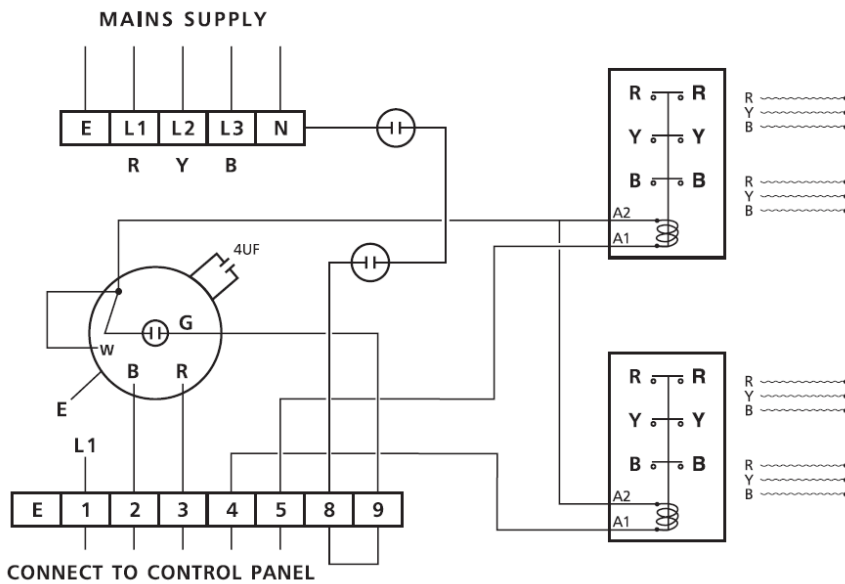 MAINS SUPPLY
E L1 L2 L3 N
R Y B
4UF
G
W
B R
E
L1
E 1 2 3 4 5 8 9
CONNECT TO CONTROL PANEL
R R
Y Y
B B
A2
A1
R
Y
B
R
Y
B
R R
Y Y
B B
A2
A1
R
Y
B
R
Y
B